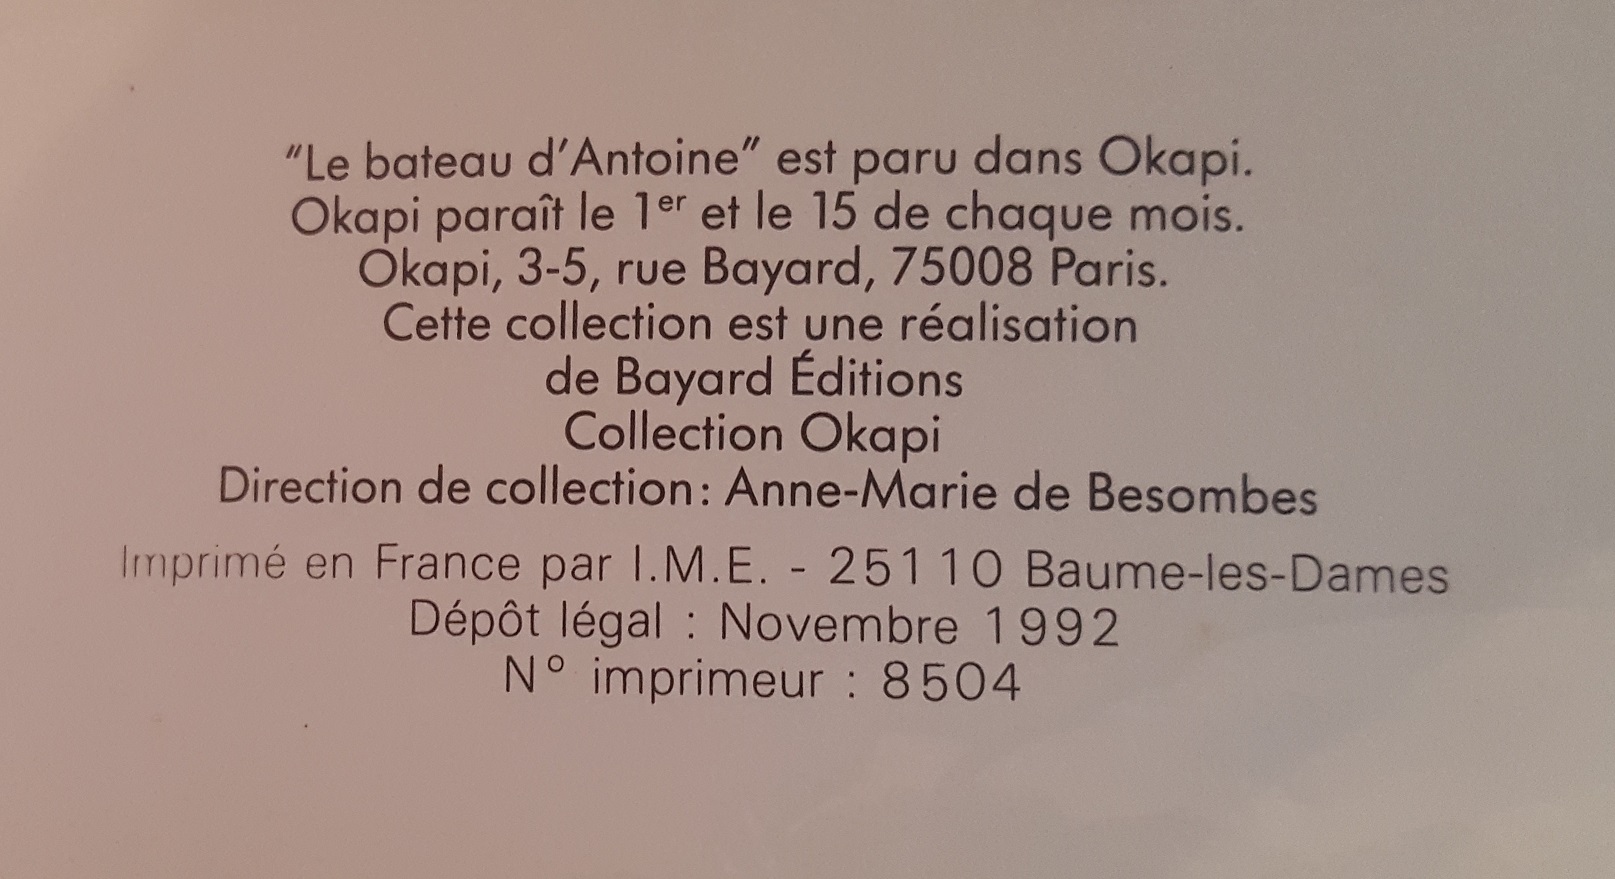 "Le bateau d'Antoine" est paru dans Okapi.
Okapi paraît le 1er et le 15 de chaque mois.
Okapi, 3-5, rue Bayard, 75008 Paris.
Cette collection est une réalisation
de Bayard Éditions
Collection Okapi
Direction de collection: Anne-Marie de Besombes
Imprimé en France par I.M.E. - 25110 Baume-les-Dames
Dépôt légal : Novembre 1992
N° imprimeur : 8504